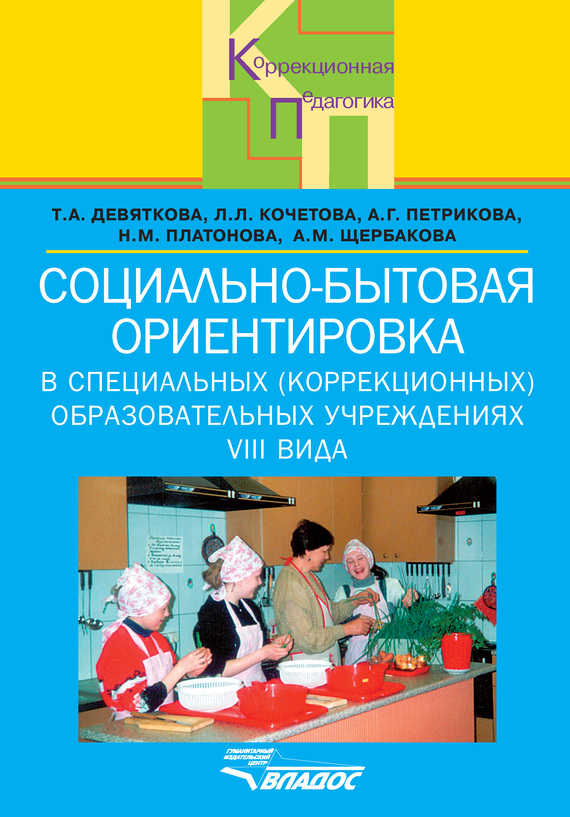 Коррекционная
Педагогика
Т.А. ДЕВЯТКОВА, Л.Л. КОЧЕТОВА, А.Г. ПЕТРИКОВА,
Н.М. ПЛАТОНОВА, А.М. ЩЕРБАКОВА
СОЦИАЛЬНО-БЫТОВАЯ
ОРИЕНТИРОВКА
В СПЕЦИАЛЬНЫХ (КОРРЕКЦИОННЫХ)
ОБРАЗОВАТЕЛЬНЫХ УЧРЕЖДЕНИЯХ
VIII ВИДА
ГУМАНИТАРНЫЙ
ИЗДАТЕЛЬСКИЙ
ЦЕНТР
ВЛАДОС